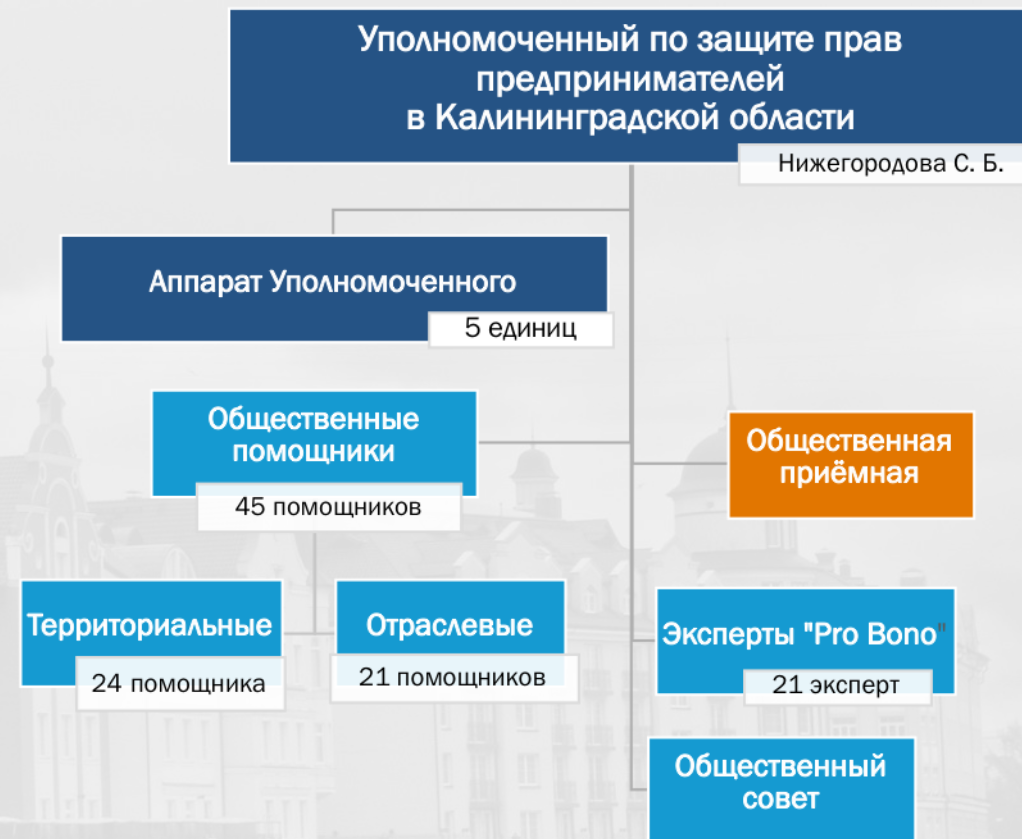 Уполномоченный по защите прав
предпринимателей
в Калининградской области
Нижегородова С. Б.
Аппарат Уполномоченного
5 единиц
Общественные
помощники
45 помощников
Общественная
приёмная
Территориальные
24 помощника
Отраслевые
21 помощников
Эксперты "Pro Bono"
21 эксперт
Общественный
совет